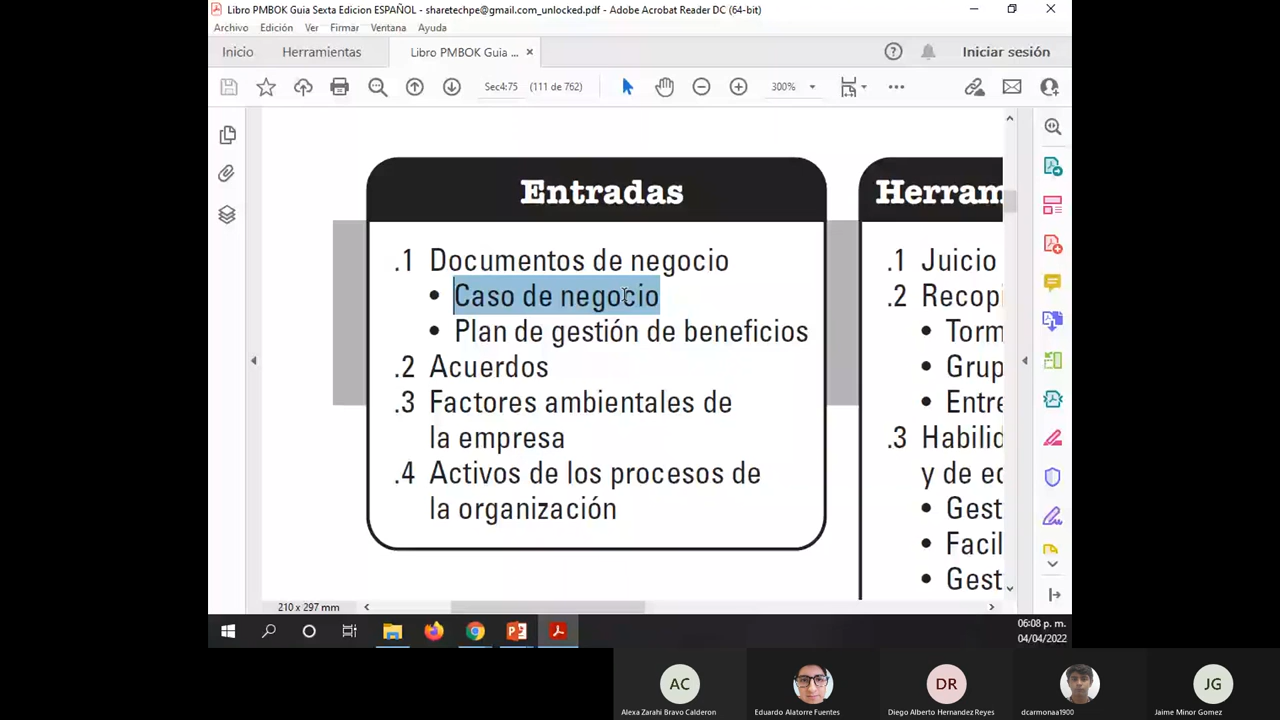 Libro PMBOK Guia Sexta Edicion ESPAÑOL - sharetechpe@gmail.com_unlocked.pdf - Adobe Acrobat Reader DC (64-bit)
Archivo Edición Ver Firmar Ventana Ayuda
Inicio Herramientas Libro PMBOK Guia ... × Iniciar sesión
Sec4:75 (111 de 762) 300%
Entradas
.1 Documentos de negocio
• Caso de negocio
• Plan de gestión de beneficios
.2 Acuerdos
.3 Factores ambientales de
la empresa
.4 Activos de los procesos de
la organización
Herram
.1 Juicio
.2 Recopi
• Torm
• Grup
• Entre
.3 Habilid
y de ec
• Gest
• Facil
• Gest
210 x 297 mm
06:08 p. m.
04/04/2022
AC
DR
JG
Alexa Zarahi Bravo Calderon
Eduardo Alatorre Fuentes
Diego Alberto Hernandez Reyes
dcarmonaa1900
Jaime Minor Gomez